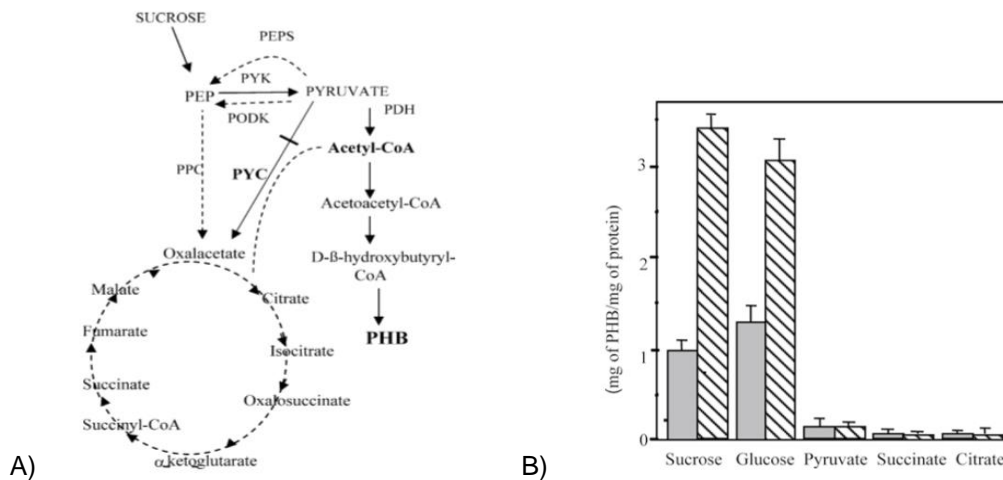 SUCROSE
PEPS
PYK
PEP
PYRUVATE
PODK
PDH
Acetyl-CoA
PPC
PYC
Acetoacetyl-CoA
Oxalacetate
D-ß-hydroxybutyryl-
CoA
Malate
Citrate
PHB
Fumarate
Isocitrate
Succinate
Oxalosuccinate
Succinyl-CoA
α-ketoglutarate
A)
(mg of PHB/mg of protein)
3
2
1
0
Sucrose Glucose Pyruvate Succinate Citrate
B)